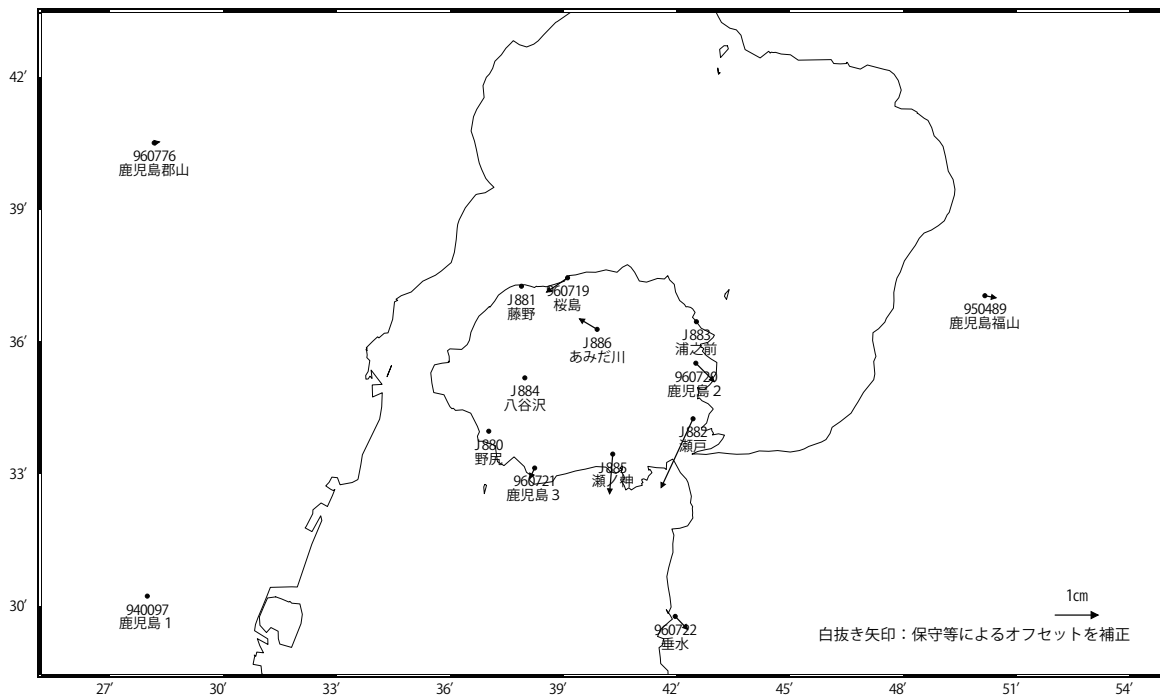 42′
960776
鹿児島郡山
39′
J881
藤野
960719
桜島
950489
鹿児島福山
36′
J886
あみだ川
J883
浦之前
J884
八谷沢
960720
鹿児島2
J880
野尻
J882
瀬戸
33′
960721
鹿児島3
J885
瀬ノ神
30′
940097
鹿児島1
960722
垂水
1cm
白抜き矢印：保守等によるオフセットを補正
27′ 30′ 33′ 36′ 39′ 42′ 45′ 48′ 51′ 54′